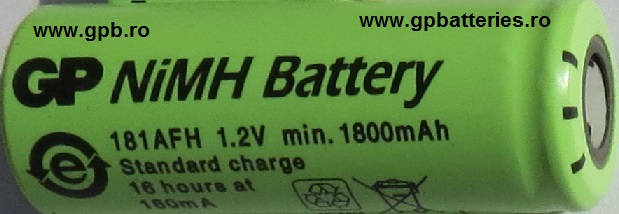 www.gpb.ro
www.gpbatteries.ro
GP NiMH Battery
181AFH 1.2V min. 1800mAh
Standard charge
16 hours at
180mA